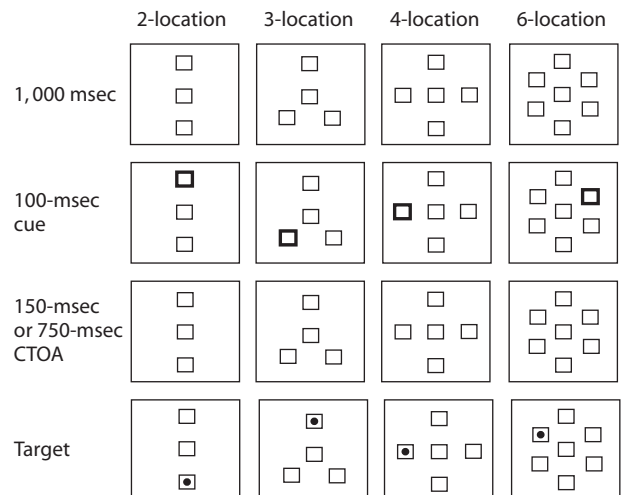 2-location 3-location 4-location 6-location
1,000 msec
100-msec
cue
150-msec
or 750-msec
CTOA
Target